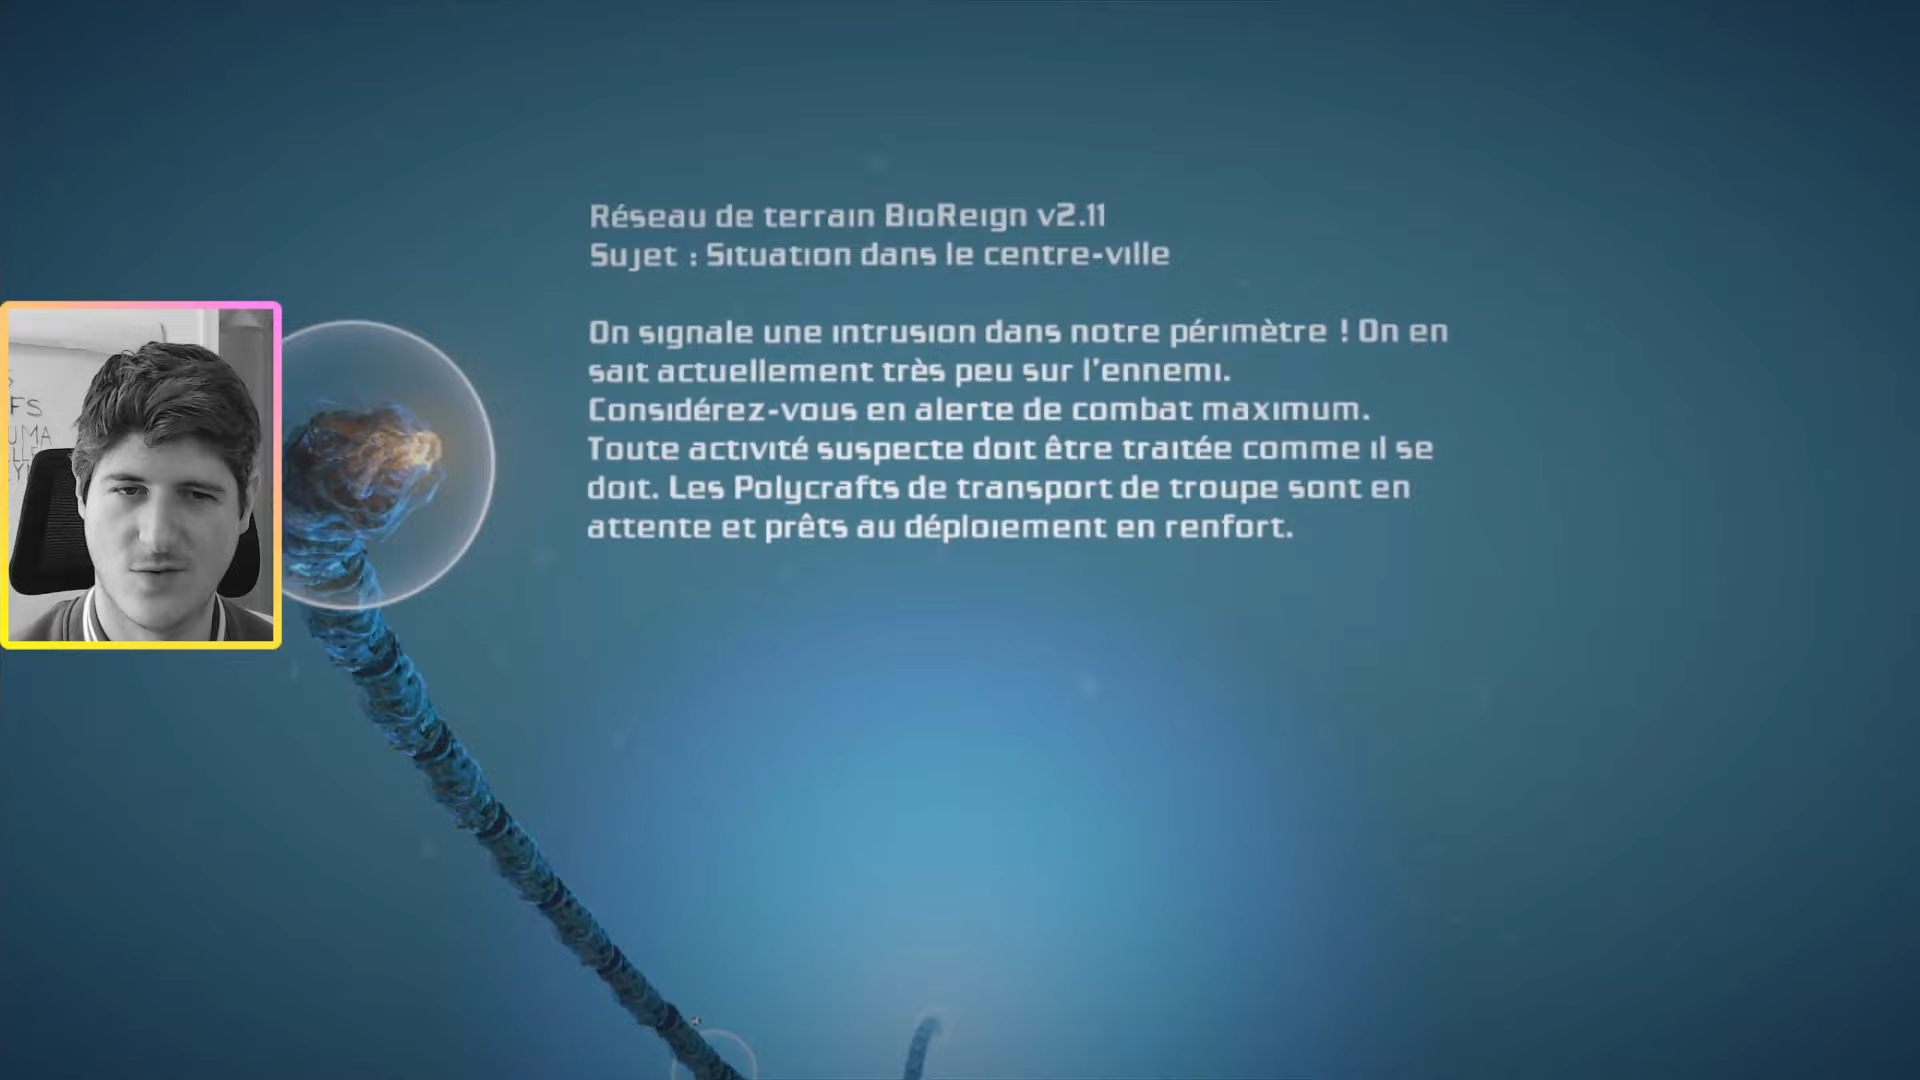 Réseau de terrain BioReign v2.11
Sujet : Situation dans le centre-ville
On signale une intrusion dans notre périmètre ! On en
sait actuellement très peu sur l'ennemi.
Considérez-vous en alerte de combat maximum.
Toute activité suspecte doit être traitée comme il se
doit. Les Polycrafts de transport de troupe sont en
attente et prêts au déploiement en renfort.
FS
UMA